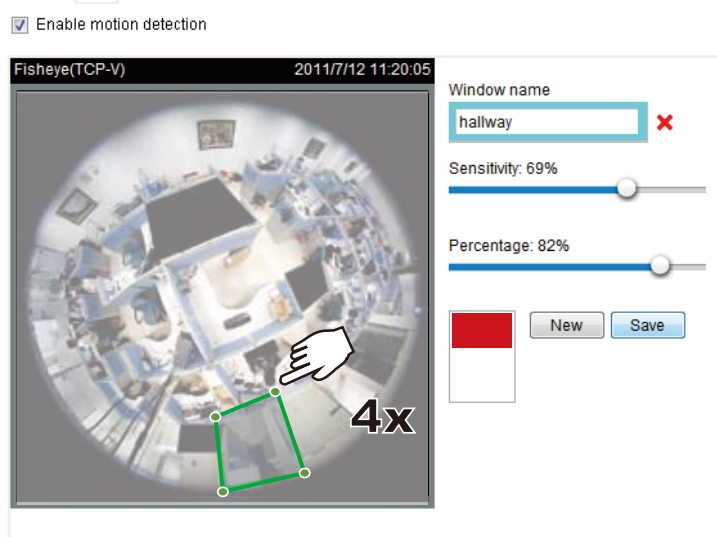 Enable motion detection
Fisheye(TCP-V) 2011/7/12 11:20:05
Window name
hallway
Sensitivity: 69%
Percentage: 82%
New Save
4x